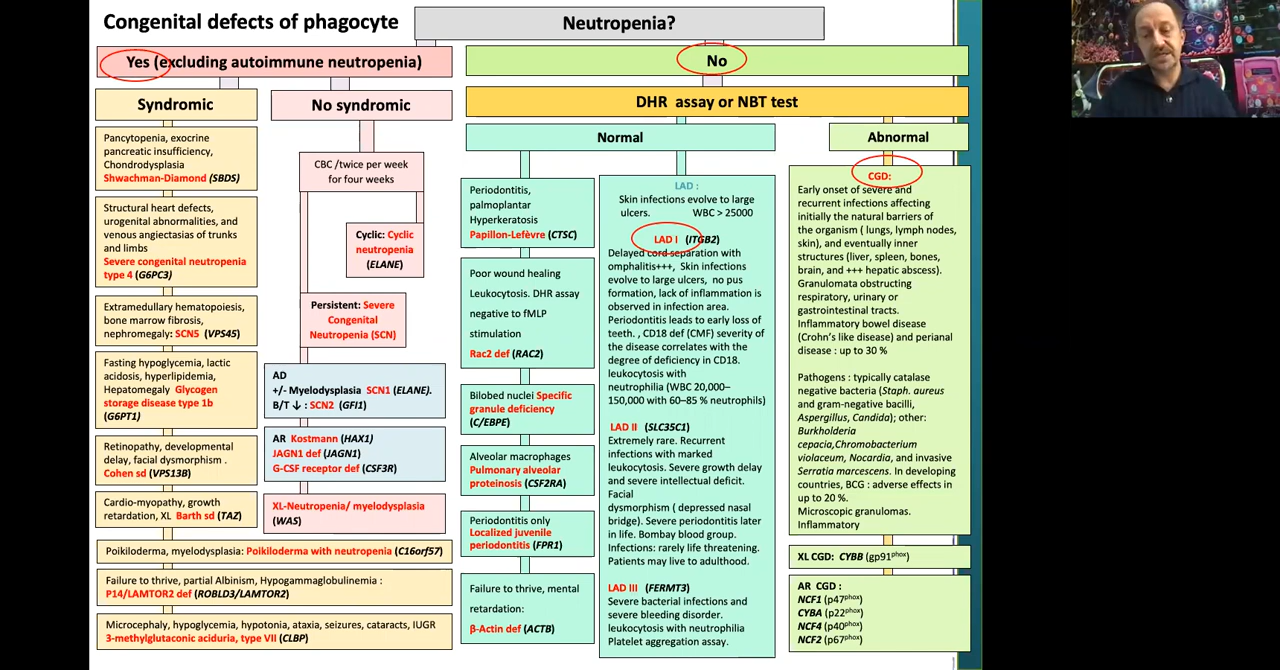 Congenital defects of phagocyte
Neutropenia?
Yes (excluding autoimmune neutropenia)
No
Syndromic
No syndromic
DHR assay or NBT test
Normal
Abnormal
Pancytopenia, exocrine
pancreatic insufficiency,
Chondrodysplasia
Shwachman-Diamond (SBDS)
Structural heart defects,
urogenital abnormalities, and
venous angiectasias of trunks
and limbs
Severe congenital neutropenia
type 4 (G6PC3)
Extramedullary hematopoiesis,
bone marrow fibrosis,
nephromegaly: SCN5 (VPS45)
Fasting hypoglycemia, lactic
acidosis, hyperlipidemia,
Hepatomegaly Glycogen
storage disease type 1b
(G6PT1)
Retinopathy, developmental
delay, facial dysmorphism .
Cohen sd (VPS13B)
Cardio-myopathy, growth
retardation, XL Barth sd (TAZ)
Poikiloderma, myelodysplasia: Poikiloderma with neutropenia (C16orf57)
Failure to thrive, partial Albinism, Hypogammaglobulinemia :
P14/LAMTOR2 def (ROBLD3/LAMTOR2)
Microcephaly, hypoglycemia, hypotonia, ataxia, seizures, cataracts, IUGR
3-methylglutaconic aciduria, type VII (CLBP)
CBC /twice per week
for four weeks
Cyclic: Cyclic
neutropenia
(ELANE)
Persistent: Severe
Congenital
Neutropenia (SCN)
AD
+/- Myelodysplasia SCN1 (ELANE).
B/T ↓ : SCN2 (GFI1)
AR Kostmann (HAX1)
JAGN1 def (JAGN1)
G-CSF receptor def (CSF3R)
XL-Neutropenia/ myelodysplasia
(WAS)
Periodontitis,
palmoplantar
Hyperkeratosis
Papillon-Lefèvre (CTSC)
Poor wound healing
Leukocytosis. DHR assay
negative to fMLP
stimulation
Rac2 def (RAC2)
Bilobed nuclei Specific
granule deficiency
(C/EBPE)
Alveolar macrophages
Pulmonary alveolar
proteinosis (CSF2RA)
Periodontitis only
Localized juvenile
periodontitis (FPR1)
Failure to thrive, mental
retardation:
β-Actin def (ACTB)
LAD :
Skin infections evolve to large
ulcers. WBC > 25000
LAD I (ITGB2)
Delayed cord separation with
omphalitis+++, Skin infections
evolve to large ulcers, no pus
formation, lack of inflammation is
observed in infection area.
Periodontitis leads to early loss of
teeth. , CD18 def (CMF) severity of
the disease correlates with the
degree of deficiency in CD18.
leukocytosis with
neutrophilia (WBC 20,000–
150,000 with 60–85 % neutrophils)
LAD II (SLC35C1)
Extremely rare. Recurrent
infections with marked
leukocytosis. Severe growth delay
and severe intellectual deficit.
Facial
dysmorphism ( depressed nasal
bridge). Severe periodontitis later
in life. Bombay blood group.
Infections: rarely life threatening.
Patients may live to adulthood.
LAD III (FERMT3)
Severe bacterial infections and
severe bleeding disorder.
leukocytosis with neutrophilia
Platelet aggregation assay.
CGD:
Early onset of severe and
recurrent infections affecting
initially the natural barriers of
the organism ( lungs, lymph nodes,
skin), and eventually inner
structures (liver, spleen, bones,
brain, and +++ hepatic abscess).
Granulomata obstructing
respiratory, urinary or
gastrointestinal tracts.
Inflammatory bowel disease
(Crohn's like disease) and perianal
disease : up to 30 %
Pathogens : typically catalase
negative bacteria (Staph. aureus
and gram-negative bacilli,
Aspergillus, Candida); other:
Burkholderia
cepacia,Chromobacterium
violaceum, Nocardia, and invasive
Serratia marcescens. In developing
countries, BCG : adverse effects in
up to 20 %.
Microscopic granulomas.
Inflammatory
XL CGD: CYBB (gp91phox)
AR CGD :
NCF1 (p47phox)
CYBA (p22phox)
NCF4 (p40phox)
NCF2 (p67phox)